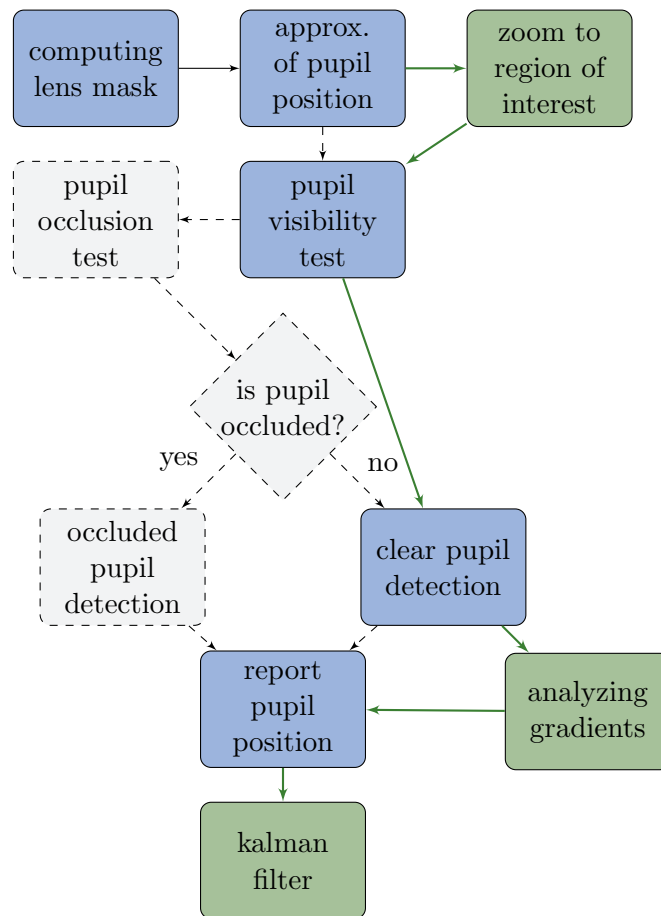 computing
lens mask
approx.
of pupil
position
zoom to
region of
interest
pupil
occlusion
test
pupil
visibility
test
is pupil
occluded?
yes
no
occluded
pupil
detection
clear pupil
detection
report
pupil
position
analyzing
gradients
kalman
filter